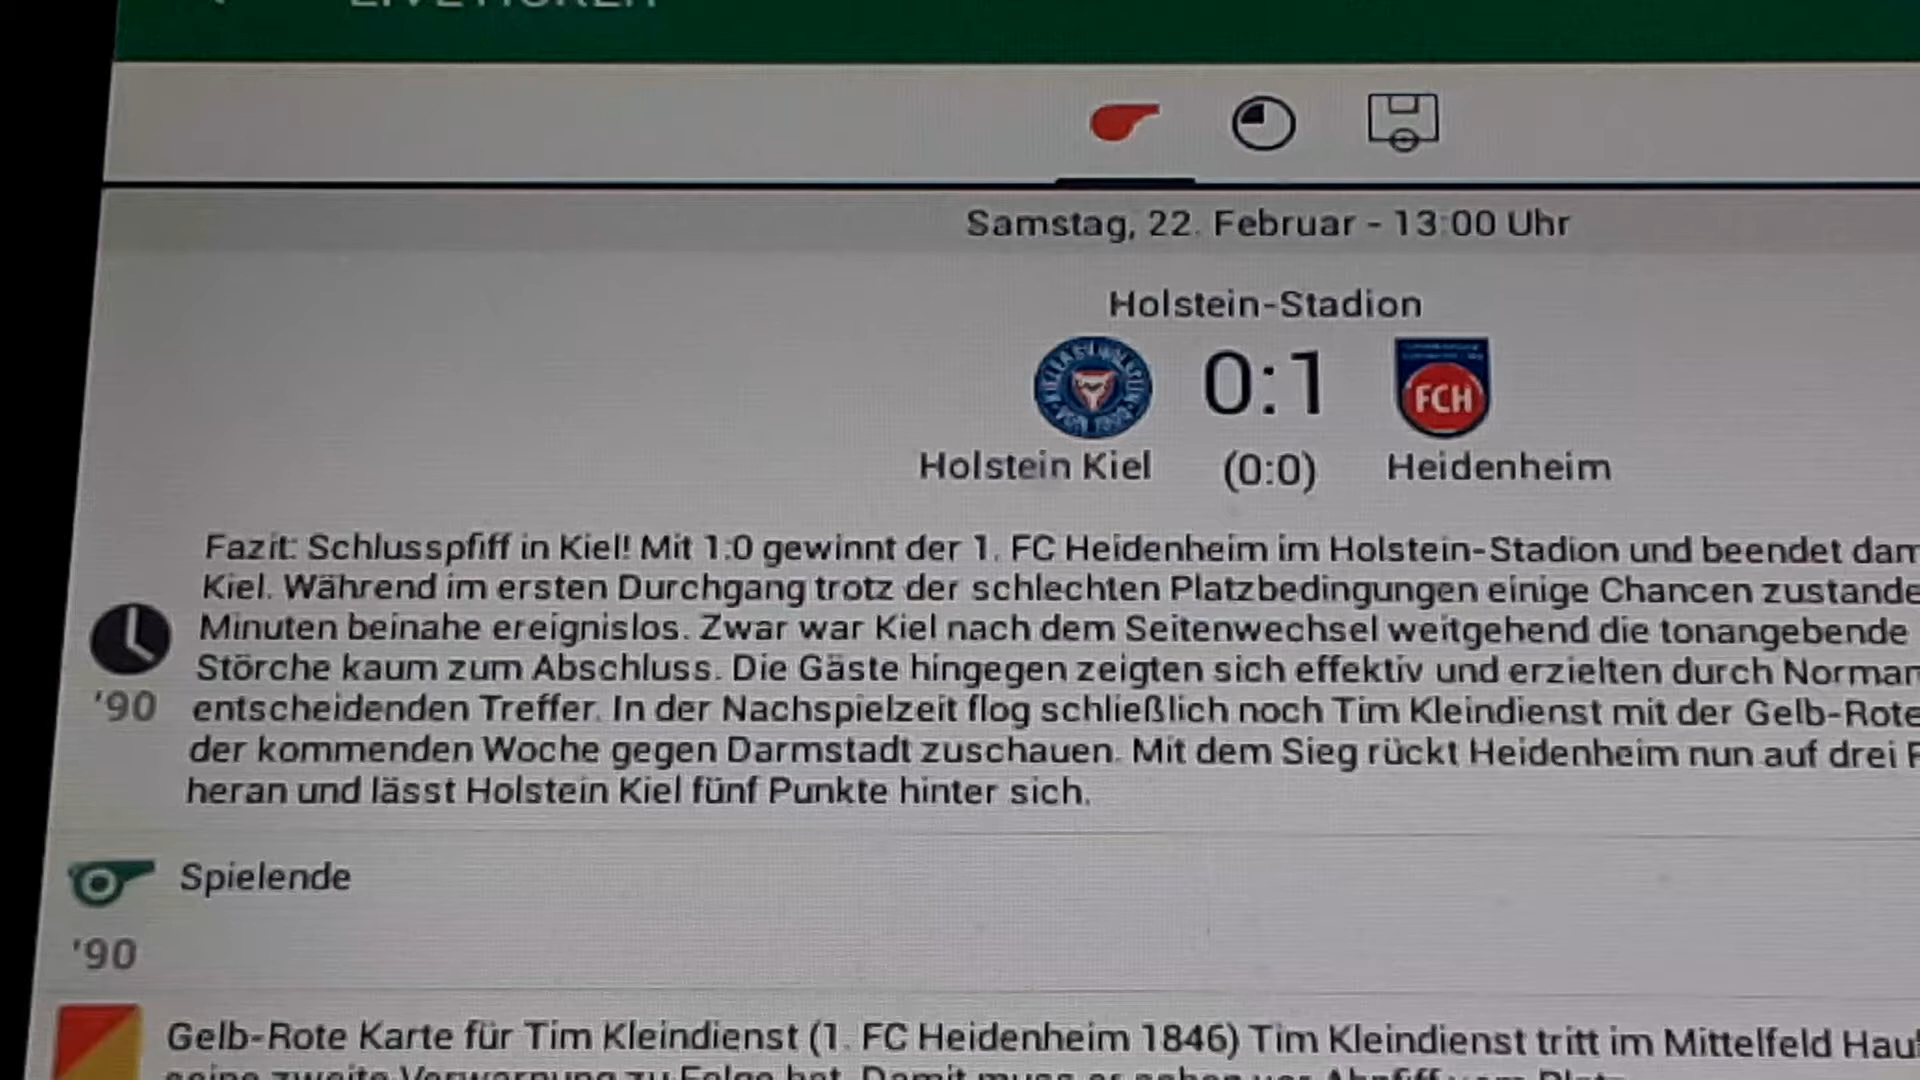 LIVETICKER
Samstag, 22. Februar - 13:00 Uhr
Holstein-Stadion
0:1
FCH
Holstein Kiel (0:0) Heidenheim
Fazit: Schlusspfiff in Kiel! Mit 1:0 gewinnt der 1. FC Heidenheim im Holstein-Stadion und beendet
Kiel. Während im ersten Durchgang trotz der schlechten Platzbedingungen einige Chancen zustande
Minuten beinahe ereignislos. Zwar war Kiel nach dem Seitenwechsel weitgehend die tonangebende
Störche kaum zum Abschluss. Die Gäste hingegen zeigten sich effektiv und erzielten durch Norman
'90 entscheidenden Treffer. In der Nachspielzeit flog schließlich noch Tim Kleindienst mit der Gelb-Rote
der kommenden Woche gegen Darmstadt zuschauen. Mit dem Sieg rückt Heidenheim nun auf drei
heran und lässt Holstein Kiel fünf Punkte hinter sich.
Spielende
'90
Gelb-Rote Karte für Tim Kleindienst (1. FC Heidenheim 1846) Tim Kleindienst tritt im Mittelfeld